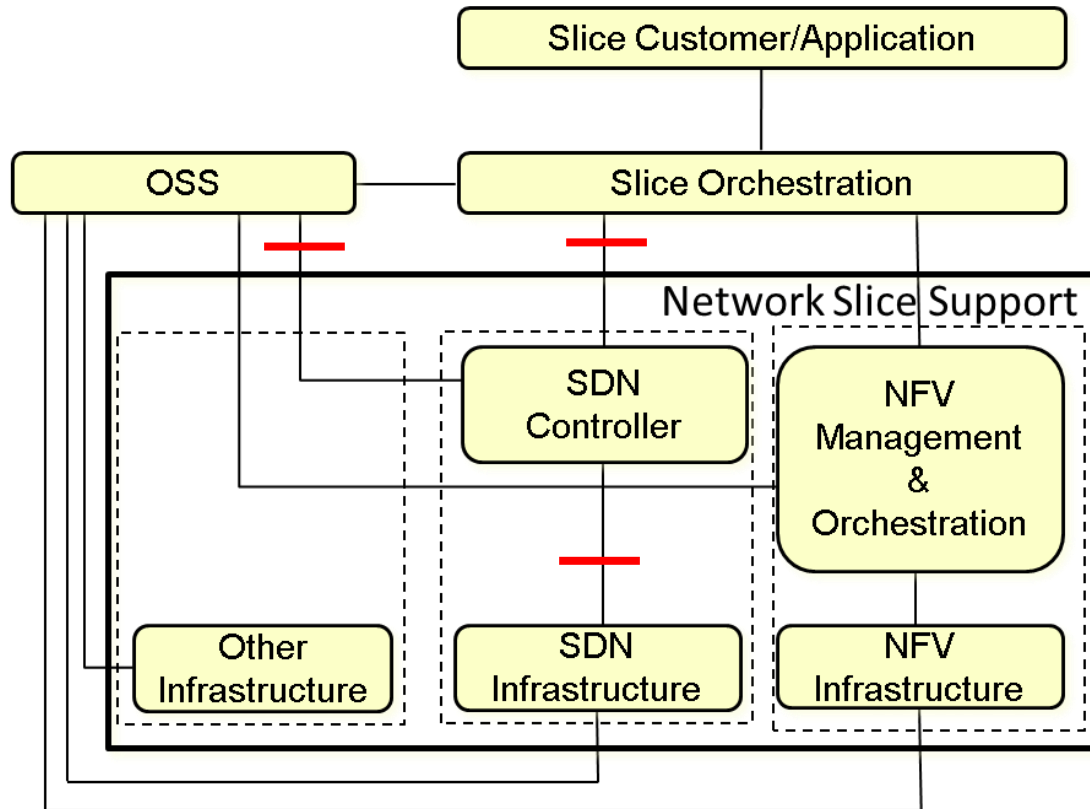 Slice Customer/Application
OSS
Slice Orchestration
Network Slice Support
SDN
Controller
NFV
Management
&
Orchestration
Other
Infrastructure
SDN
Infrastructure
NFV
Infrastructure